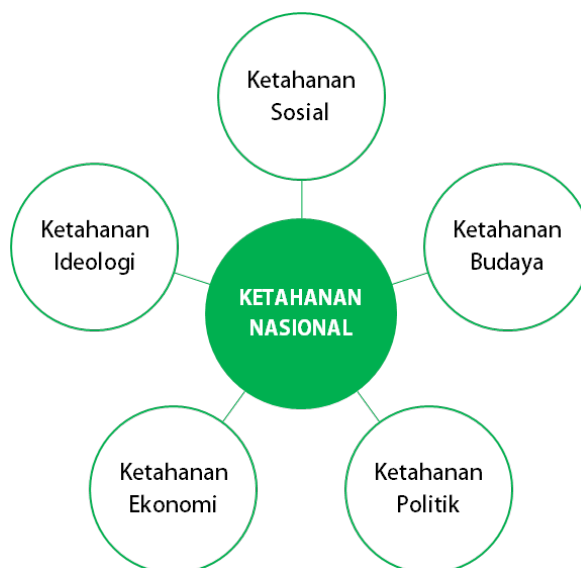 Ketahanan
Sosial
Ketahanan
Ideologi
Ketahanan
Budaya
KETAHANAN
NASIONAL
Ketahanan
Ekonomi
Ketahanan
Politik